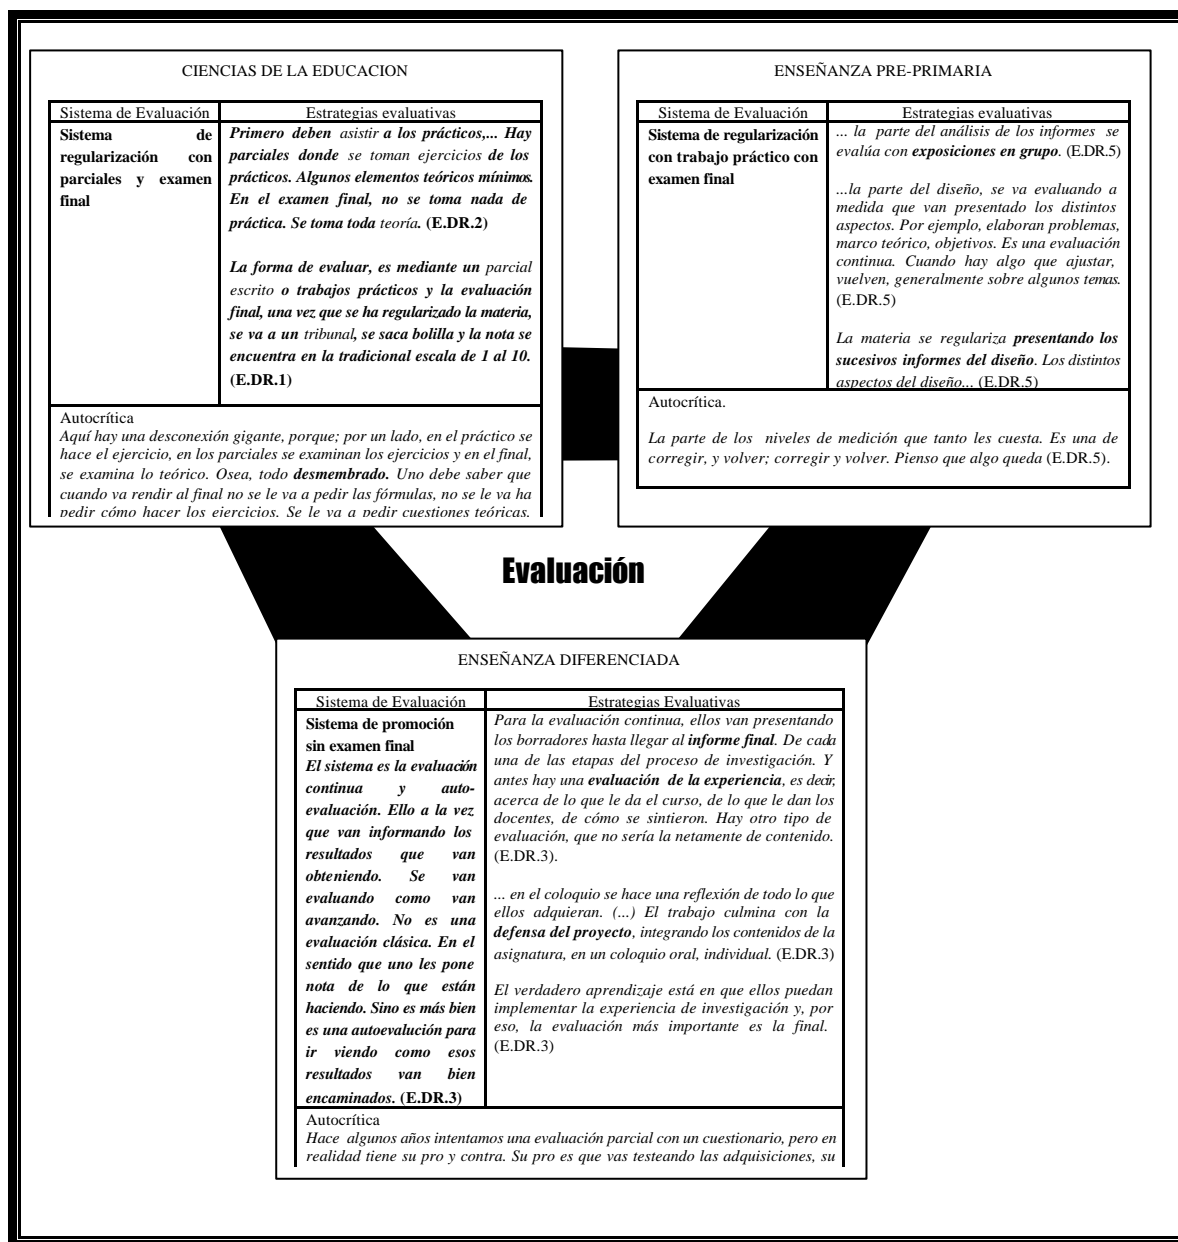 CIENCIAS DE LA EDUCACION
Sistema de Evaluación
Estrategias evaluativas
Sistema de
regularización con
parciales y examen
final
Primero deben asistir a los prácticos,... Hay
parciales donde se toman ejercicios de los
prácticos. Algunos elementos teóricos mínimos.
En el examen final, no se toma nada de
práctica. Se toma toda teoría. (E.DR.2)
La forma de evaluar, es mediante un parcial
escrito o trabajos prácticos y la evaluación
final, una vez que se ha regularizado la materia,
se va a un tribunal, se saca bolilla y la nota se
encuentra en la tradicional escala de 1 al 10.
(E.DR.1)
Autocrítica
Aquí hay una desconexión gigante, porque; por un lado, en el práctico se
hace el ejercicio, en los parciales se examinan los ejercicios y en el final,
se examina lo teórico. Osea, todo desmembrado. Uno debe saber que
cuando va rendir al final no se le va a pedir las fórmulas, no se le va ha
pedir cómo hacer los ejercicios. Se le va a pedir cuestiones teóricas.
ENSEÑANZA PRE-PRIMARIA
Sistema de Evaluación
Estrategias evaluativas
Sistema de regularización
con trabajo práctico con
examen final
... la parte del análisis de los informes se
evalúa con exposiciones en grupo. (E.DR.5)
...la parte del diseño, se va evaluando a
medida que van presentado los distintos
aspectos. Por ejemplo, elaboran problemas,
marco teórico, objetivos. Es una evaluación
continua. Cuando hay algo que ajustar,
vuelven, generalmente sobre algunos temas.
(E.DR.5)
La materia se regulariza presentando los
sucesivos informes del diseño. Los distintos
aspectos del diseño... (E.DR.5)
Autocrítica.
La parte de los niveles de medición que tanto les cuesta. Es una de
corregir, y volver; corregir y volver. Pienso que algo queda (E.DR.5).
Evaluación
ENSEÑANZA DIFERENCIADA
Sistema de Evaluación
Estrategias Evaluativas
Sistema de promoción
sin examen final
El sistema es la evaluación
continua y auto-
evaluación. Ello a la vez
que van informando los
resultados que van
obteniendo. Se van
evaluando como van
avanzando. No es una
evaluación clásica. En el
sentido que uno les pone
nota de lo que están
haciendo. Sino es más bien
es una autoevalución para
ir viendo como esos
resultados van bien
encaminados. (E.DR.3)
Para la evaluación continua, ellos van presentando
los borradores hasta llegar al informe final. De cada
una de las etapas del proceso de investigación. Y
antes hay una evaluación de la experiencia, es decir,
acerca de lo que le da el curso, de lo que le dan los
docentes, de cómo se sintieron. Hay otro tipo de
evaluación, que no sería la netamente de contenido.
(E.DR.3).
... en el coloquio se hace una reflexión de todo lo que
ellos adquieran. (...) El trabajo culmina con la
defensa del proyecto, integrando los contenidos de la
asignatura, en un coloquio oral, individual. (E.DR.3)
El verdadero aprendizaje está en que ellos puedan
implementar la experiencia de investigación y, por
eso, la evaluación más importante es la final.
(E.DR.3)
Autocrítica
Hace algunos años intentamos una evaluación parcial con un cuestionario, pero en
realidad tiene su pro y contra. Su pro es que vas testeando las adquisiciones, su